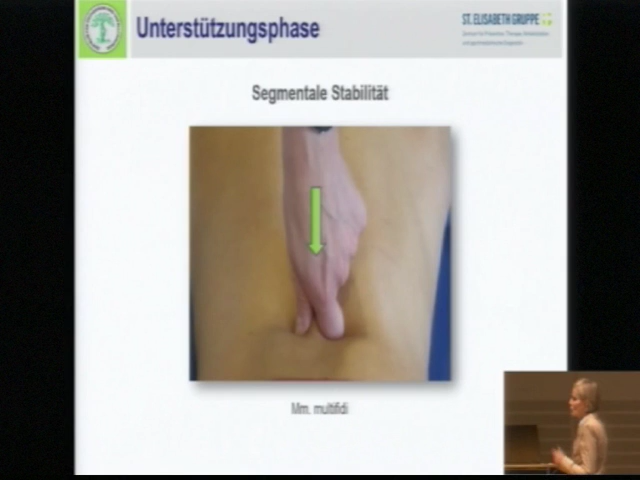 Unterstützungsphase
ST. ELISABETH GRUPPE
Segmentale Stabilität
Mm. multifidi